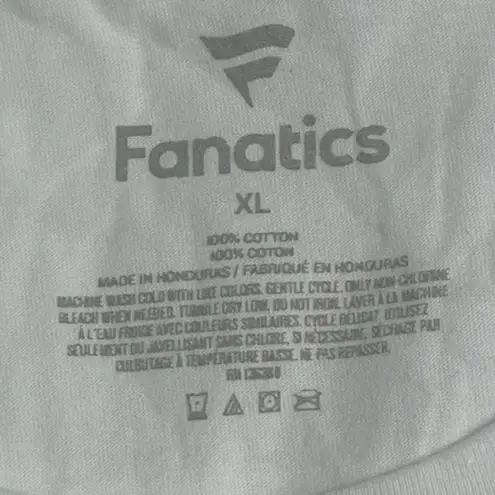 Fanatics
XL
100% COTTON
100% COTON
MADE IN HONDURAS / FABRIQUÉ EN HONDURAS
MACHINE WASH COLD WITH LIKE COLORS. GENTLE CYCLE. ONLY NON-CHLORINE
BLEACH WHEN NEEDED. TUMBLE DRY LOW. DO NOT IRON. LAVER À LA MACHINE
À L'EAU FROIDE AVEC COULEURS SIMILAIRES. CYCLE DÉLICAT. UTILISEZ
SEULEMENT DU JAVELLISANT SANS CHLORE, SI NÉCESSAIRE. SÉCHAGE PAR
CULBUTAGE À TEMPÉRATURE BASSE. NE PAS REPASSER.
RN